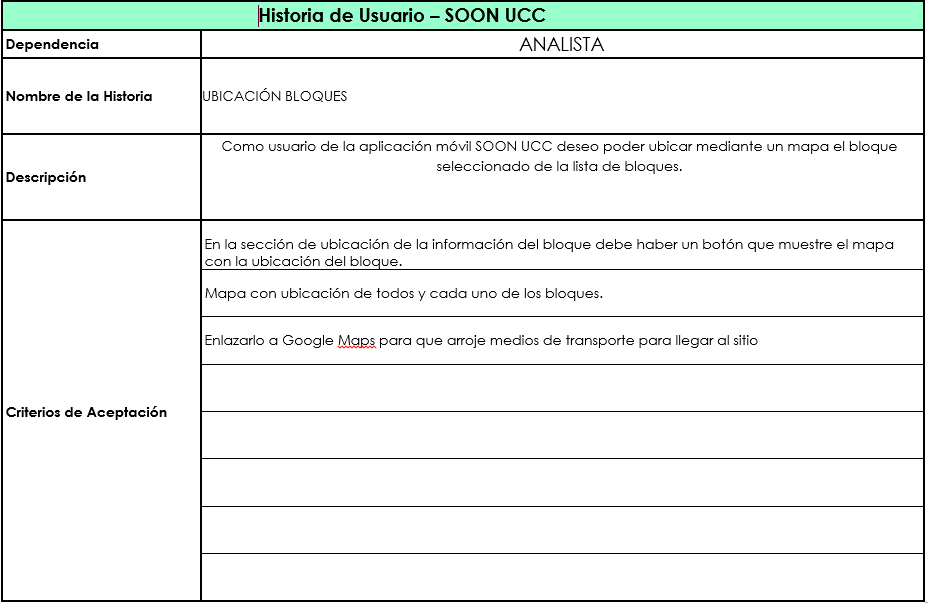 Historia de Usuario – SOON UCC
Dependencia
ANALISTA
Nombre de la Historia
UBICACIÓN BLOQUES
Descripción
Como usuario de la aplicación móvil SOON UCC deseo poder ubicar mediante un mapa el bloque
seleccionado de la lista de bloques.
Criterios de Aceptación
En la sección de ubicación de la información del bloque debe haber un botón que muestre el mapa
con la ubicación del bloque.
Mapa con ubicación de todos y cada uno de los bloques.
Enlazarlo a Google Maps para que arroje medios de transporte para llegar al sitio